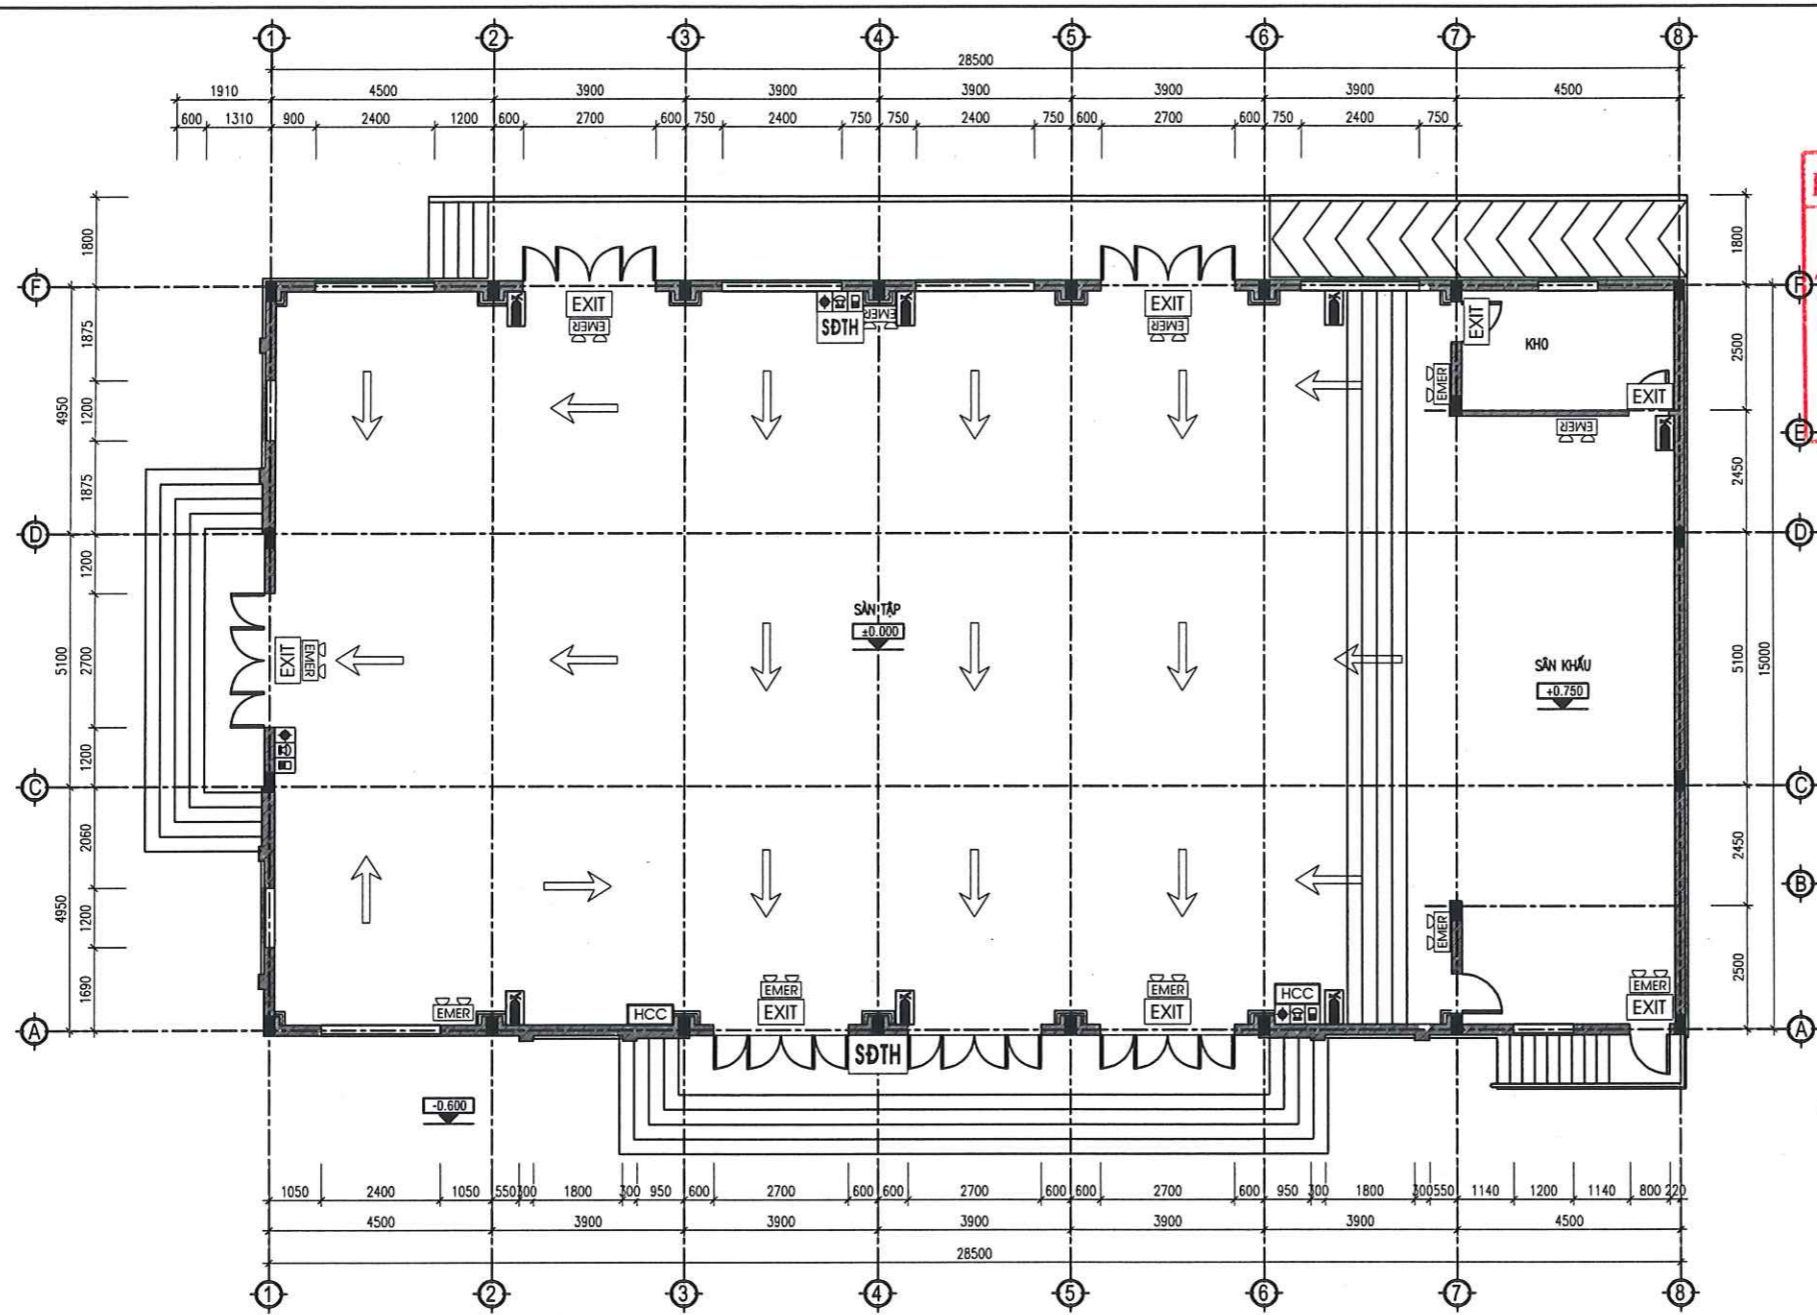 1 2 3 4 5 6 7 8
28500
1910 4500 3900 3900 3900 3900 3900 4500
600 1310 900 2400 1200 600 2700 600 750 2400 750 750 2400 750 600 2700 600 750 2400 750
1800 1800
F F
EXIT EXIT EXIT
EMER EMER EMER
SĐTH
KHO
1875 2500
4950 1200 EMER EXIT
E
EMER
1875 2450
D D
1200
SÀN TẬP
±0.000
5100 2700 EXIT EMER 5100 15000
SÂN KHẤU
+0.750
1200
C C
2060 2450
4950 1200 B
EMER
1690 2500
EMER EMER EMER EMER
HCC EXIT EXIT HCC EXIT
A A
SĐTH
-0.600
1050 2400 1050 550 300 1800 300 950 600 2700 600 600 2700 600 600 2700 600 950 300 1800 300 550 1140 1200 1140 800 220
4500 3900 3900 3900 3900 3900 4500
28500
1 2 3 4 5 6 7 8